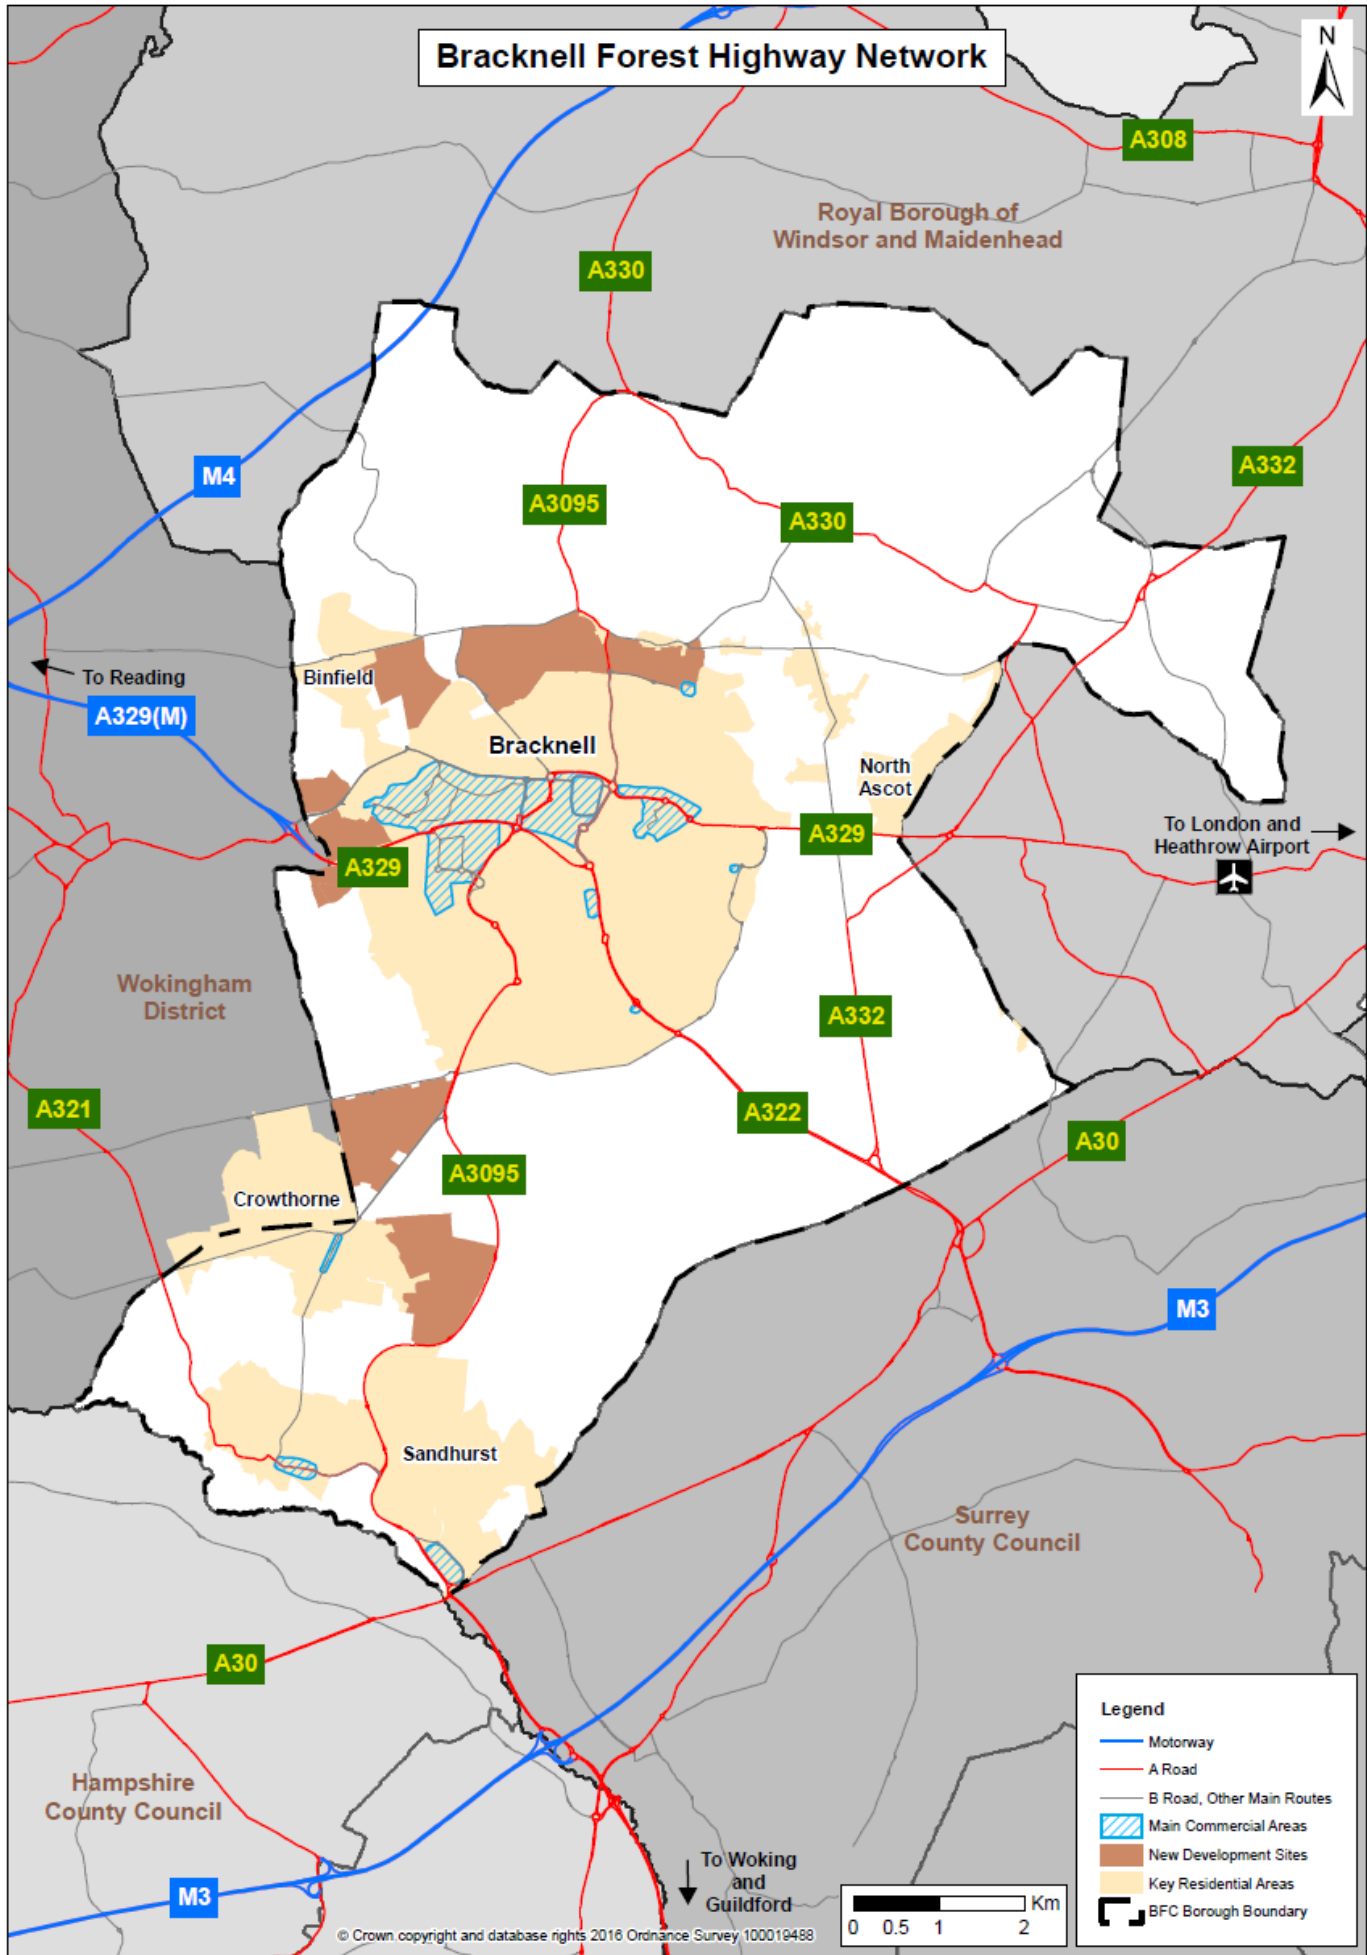 Bracknell Forest Highway Network
N
A308
Royal Borough of
Windsor and Maidenhead
A330
M4
A332
A3095
A330
To Reading
Binfield
A329(M)
Bracknell
North
Ascot
To London and
Heathrow Airport
A329
A329
Wokingham
District
A332
A321
A322
A30
A3095
Crowthorne
M3
Sandhurst
Surrey
County Council
A30
Hampshire
County Council
M3
To Woking
and
Guildford
Legend
Motorway
A Road
B Road, Other Main Routes
Main Commercial Areas
New Development Sites
Key Residential Areas
BFC Borough Boundary
Km
0 0.5 1 2
© Crown copyright and database rights 2016 Ordnance Survey 100019488